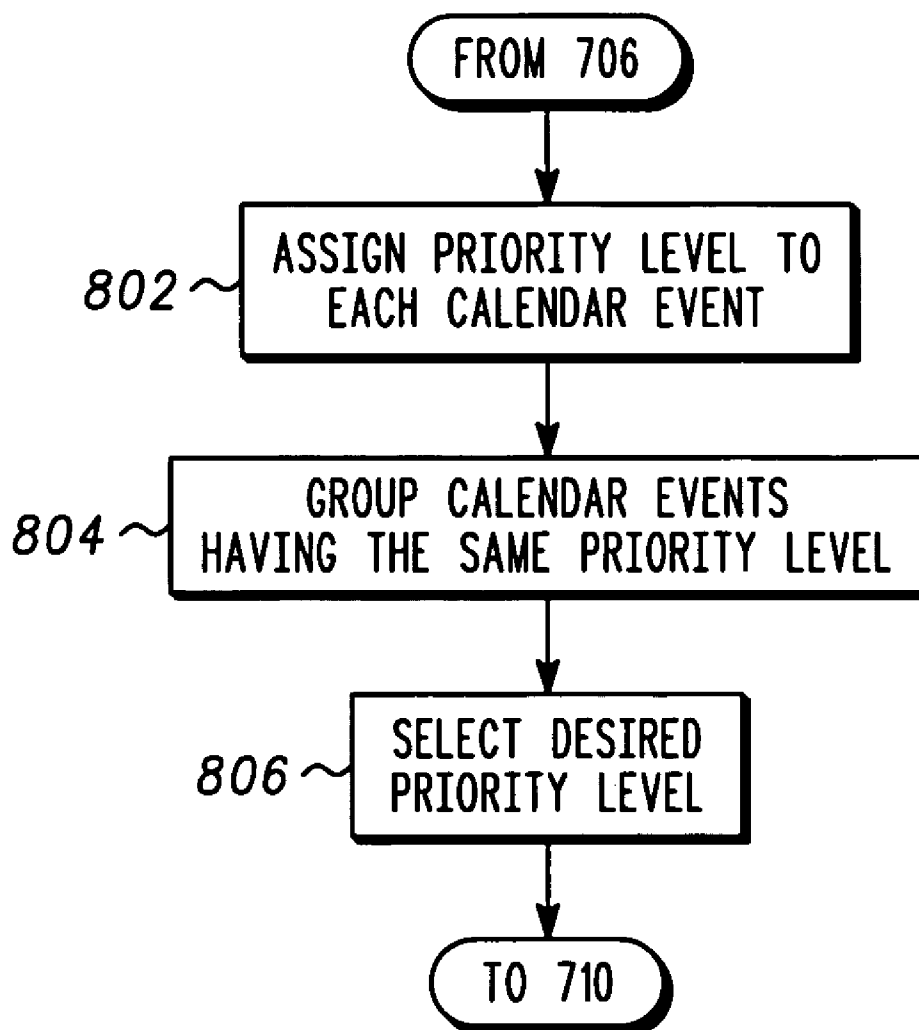 FROM 706
ASSIGN PRIORITY LEVEL TO
EACH CALENDAR EVENT
802
GROUP CALENDAR EVENTS
HAVING THE SAME PRIORITY LEVEL
804
SELECT DESIRED
PRIORITY LEVEL
806
TO 710